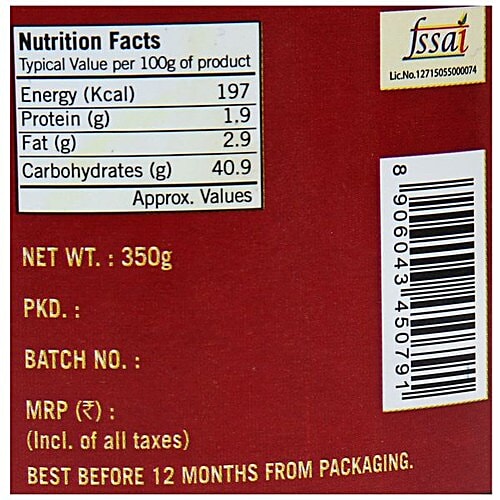 Nutrition Facts
Typical Value per 100g of product
Energy (Kcal) 197
Protein (g) 1.9
Fat (g) 2.9
Carbohydrates (g) 40.9
Approx. Values
fssai
Lic.No.12715055000074
8 906043 450791
NET WT. : 350g
PKD. :
BATCH NO. :
MRP (₹) :
(Incl. of all taxes)
BEST BEFORE 12 MONTHS FROM PACKAGING.